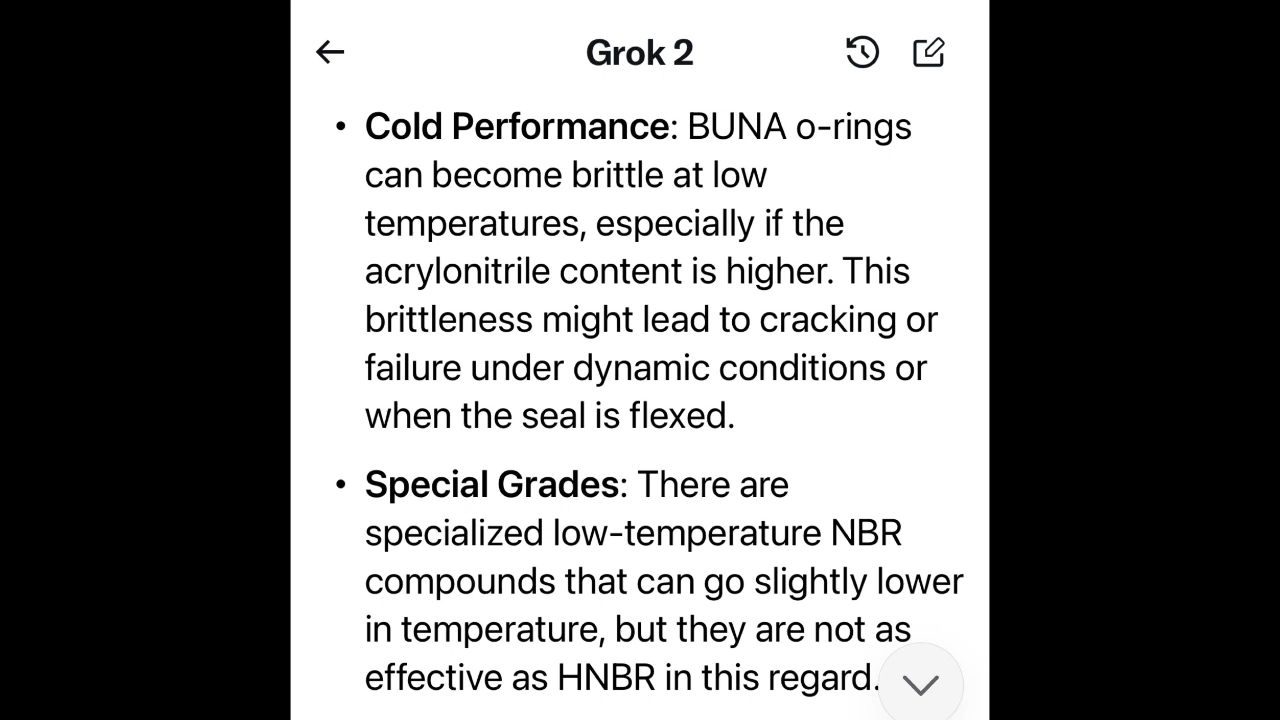 Grok 2
• Cold Performance: BUNA o-rings
can become brittle at low
temperatures, especially if the
acrylonitrile content is higher. This
brittleness might lead to cracking or
failure under dynamic conditions or
when the seal is flexed.
• Special Grades: There are
specialized low-temperature NBR
compounds that can go slightly lower
in temperature, but they are not as
effective as HNBR in this regard.